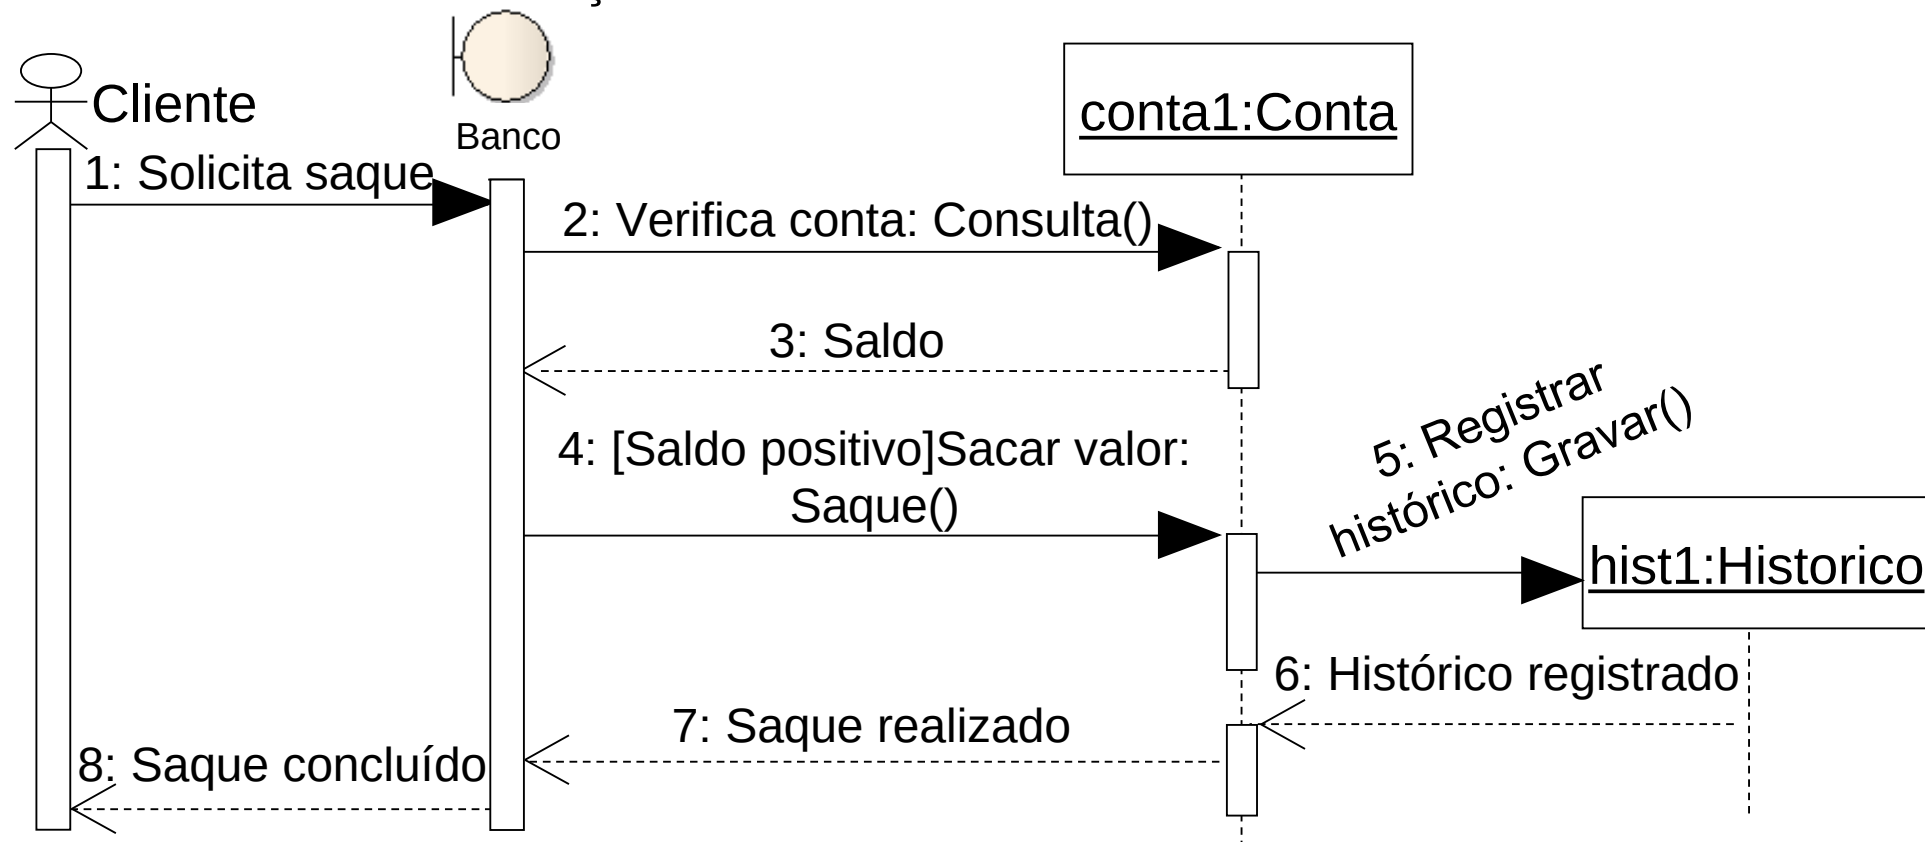 Cliente
Banco
conta1:Conta
1: Solicita saque
2: Verifica conta: Consulta()
3: Saldo
4: [Saldo positivo]Sacar valor:
Saque()
5: Registrar
histórico: Gravar()
hist1:Historico
6: Histórico registrado
7: Saque realizado
8: Saque concluído